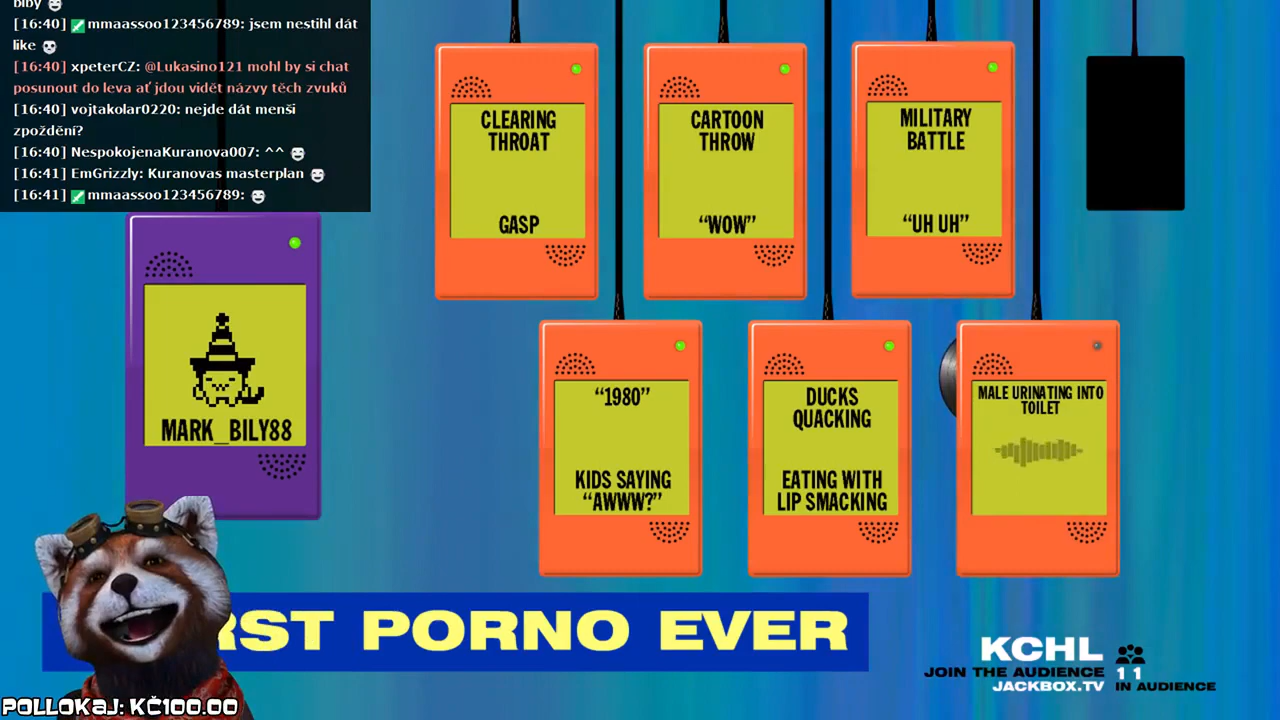 biby
[16:40] mmaassoo123456789: jsem nestihl dát
like
[16:40] xpeterCZ: @Lukasino121 mohl by si chat
posunout do leva ať jdou vidět názvy těch zvuků
[16:40] vojtakolar0220: nejde dát menši
zpoždění?
[16:40] NespokojenaKuranova007: ^^
[16:41] EmGrizzly: Kuranovas masterplan
[16:41] mmaassoo123456789:
CLEARING
THROAT
GASP
CARTOON
THROW
“WOW”
MILITARY
BATTLE
“UH UH”
MARK_BILY88
“1980”
KIDS SAYING
“AWWW?”
DUCKS
QUACKING
EATING WITH
LIP SMACKING
MALE URINATING INTO
TOILET
RST PORNO EVER
KCHL
JOIN THE AUDIENCE
JACKBOX.TV
11
IN AUDIENCE
POLLOKAJ: KČ100.00